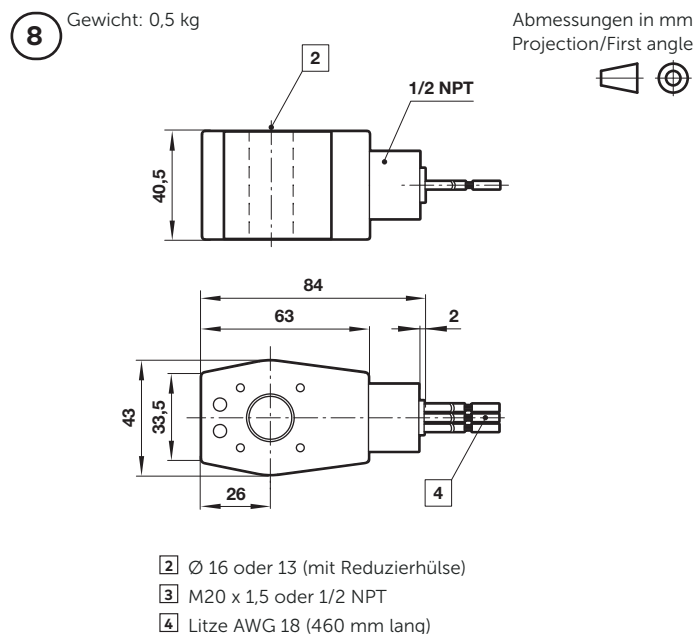 8 Gewicht: 0,5 kg
Abmessungen in mm
Projection/First angle
2
1/2 NPT
40,5
84
63
2
43
33,5
26
4
2 Ø 16 oder 13 (mit Reduzierhülse)
3 M20 x 1,5 oder 1/2 NPT
4 Litze AWG 18 (460 mm lang)